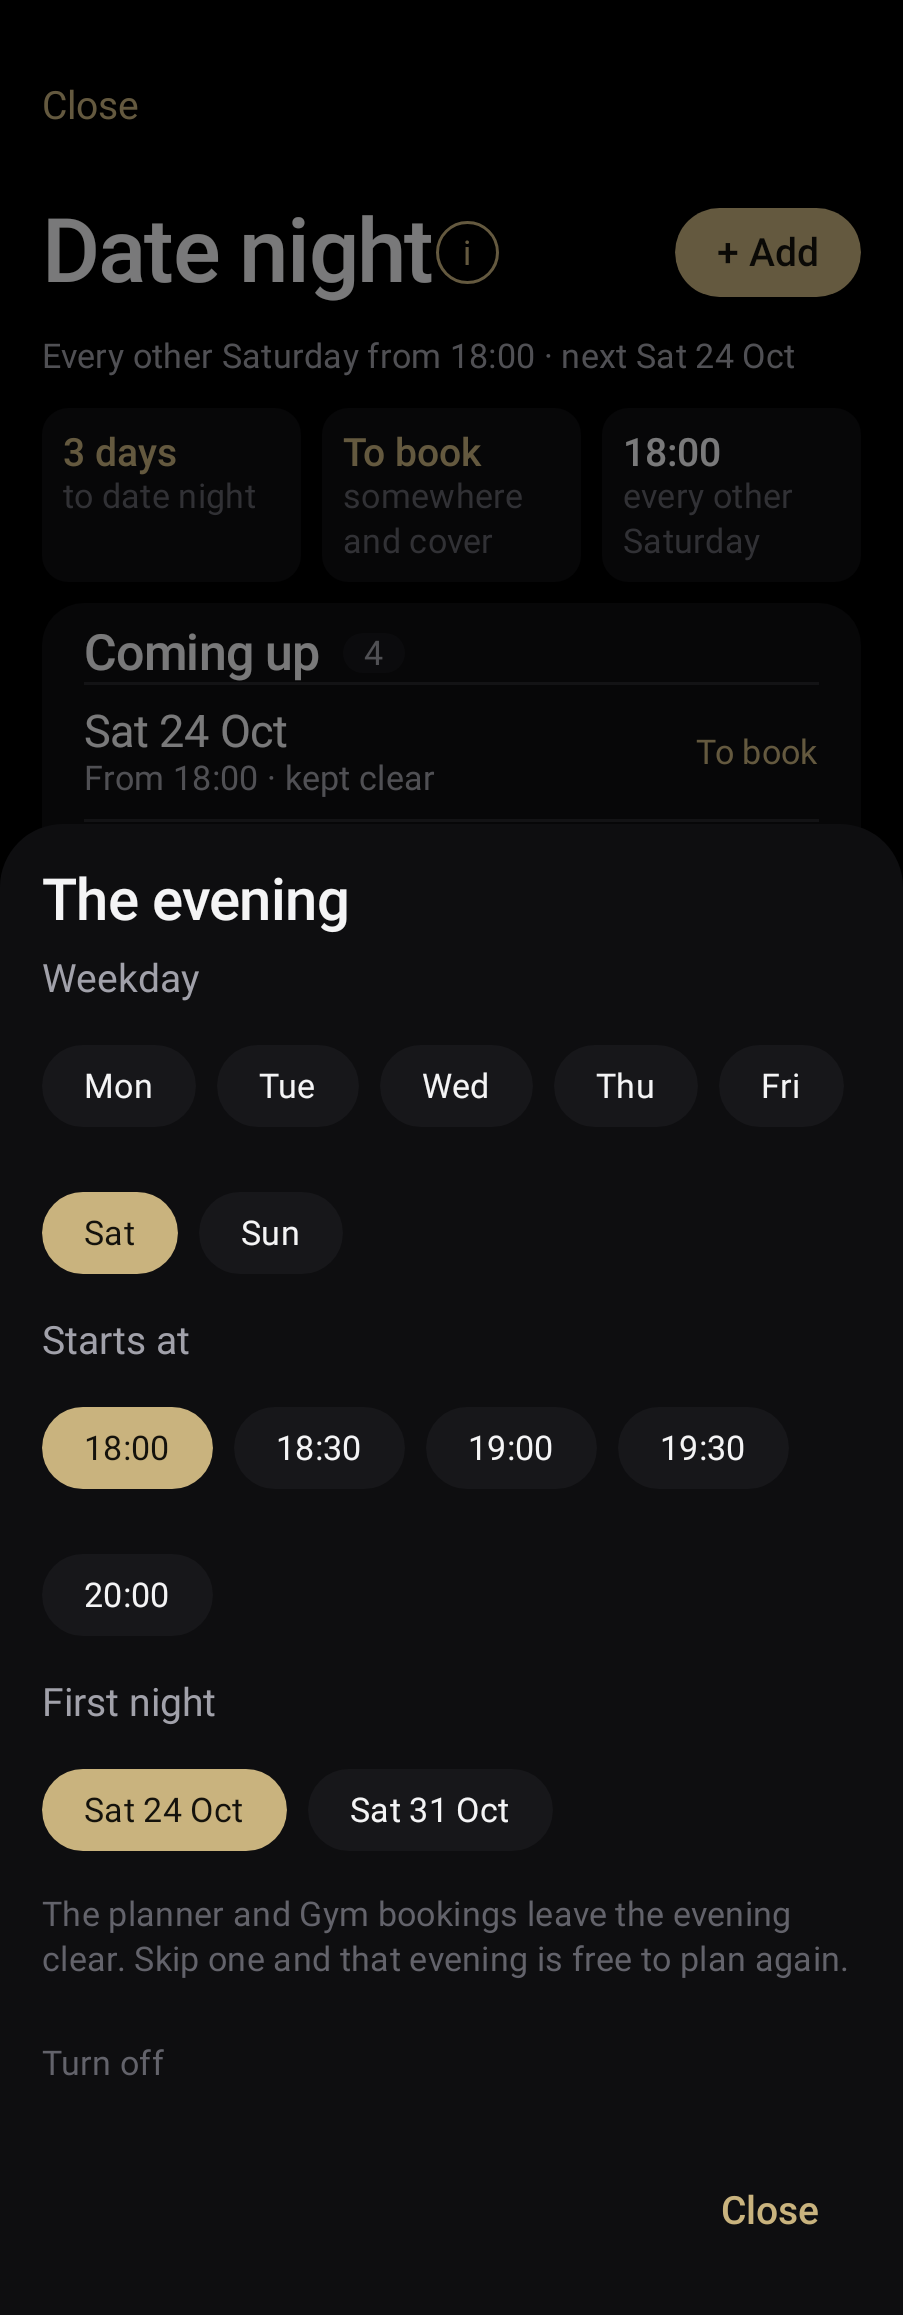 Close
Date night i
+ Add
Every other Saturday from 18:00 · next Sat 24 Oct
3 days
to date night
To book
somewhere
and cover
18:00
every other
Saturday
Coming up 4
Sat 24 Oct
From 18:00 · kept clear
To book
The evening
Weekday
Mon Tue Wed Thu Fri
Sat Sun
Starts at
18:00 18:30 19:00 19:30
20:00
First night
Sat 24 Oct Sat 31 Oct
The planner and Gym bookings leave the evening
clear. Skip one and that evening is free to plan again.
Turn off
Close